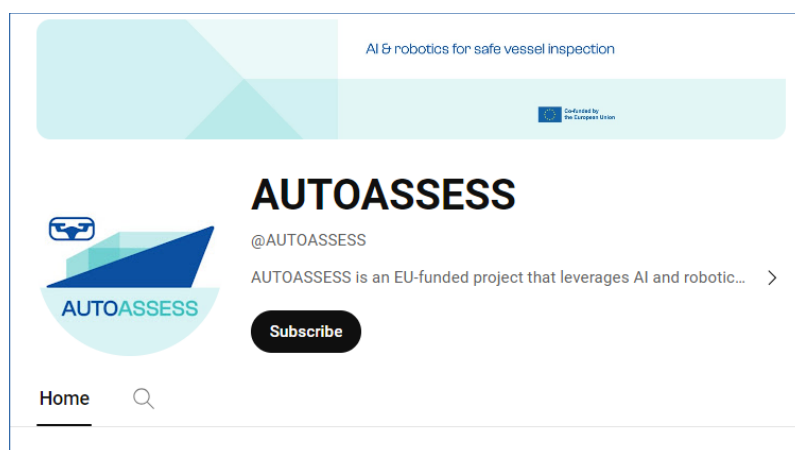 AI & robotics for safe vessel inspection
Co-funded by
the European Union
AUTOASSESS
@AUTOASSESS
AUTOASSESS is an EU-funded project that leverages AI and robotic...
AUTOASSESS
Subscribe
Home